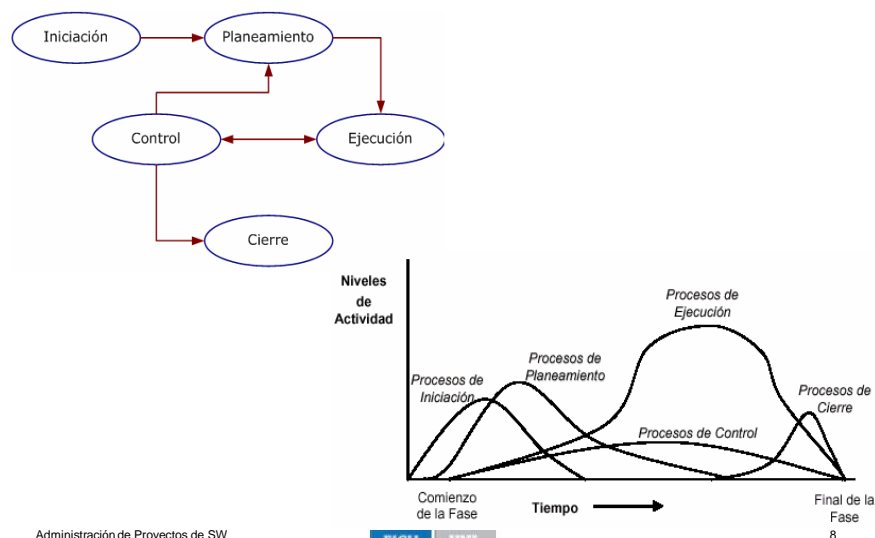 Iniciación
Planeamiento
Control
Ejecución
Cierre
Niveles
de
Actividad
Procesos de
Iniciación
Procesos de
Planeamiento
Procesos de
Ejecución
Procesos de Control
Procesos de
Cierre
Comienzo
de la Fase
Tiempo
Final de la
Fase
Administración de Proyectos de SW
8